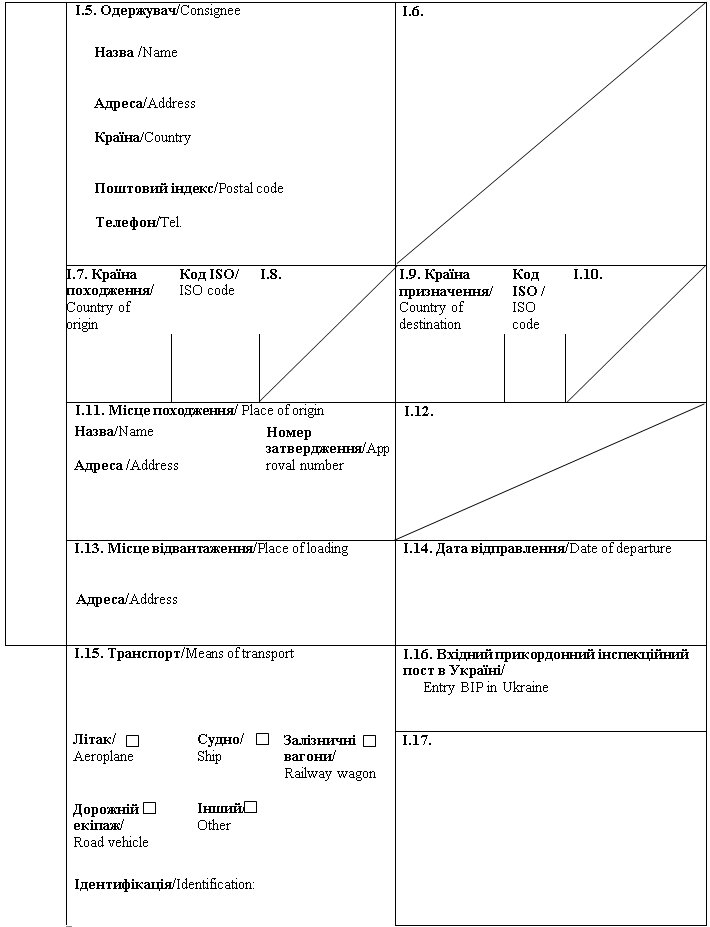 I.5. Одержувач/Consignee
Назва /Name
Адреса/Address
Країна/Country
Поштовий індекс/Postal code
Телефон/Tel.
I.6.
I.7. Країна
походження/
Country of
origin
Код ISO/
ISO code
I.8.
I.9. Країна
призначення/
Country of
destination
Код
ISO /
ISO
code
I.10.
I.11. Місце походження/ Place of origin
Назва/Name
Адреса /Address
Номер
затвердження/App
roval number
I.12.
I.13. Місце відвантаження/Place of loading
Адреса/Address
I.14. Дата відправлення/Date of departure
I.15. Транспорт/Means of transport
Літак/
Aeroplane
Судно/
Ship
Залізничні
вагони/
Railway wagon
Дорожній
екіпаж/
Road vehicle
Інший/
Other
Ідентифікація/Identification:
I.16. Вхідний прикордонний інспекційний
пост в Україні/
Entry BIP in Ukraine
I.17.